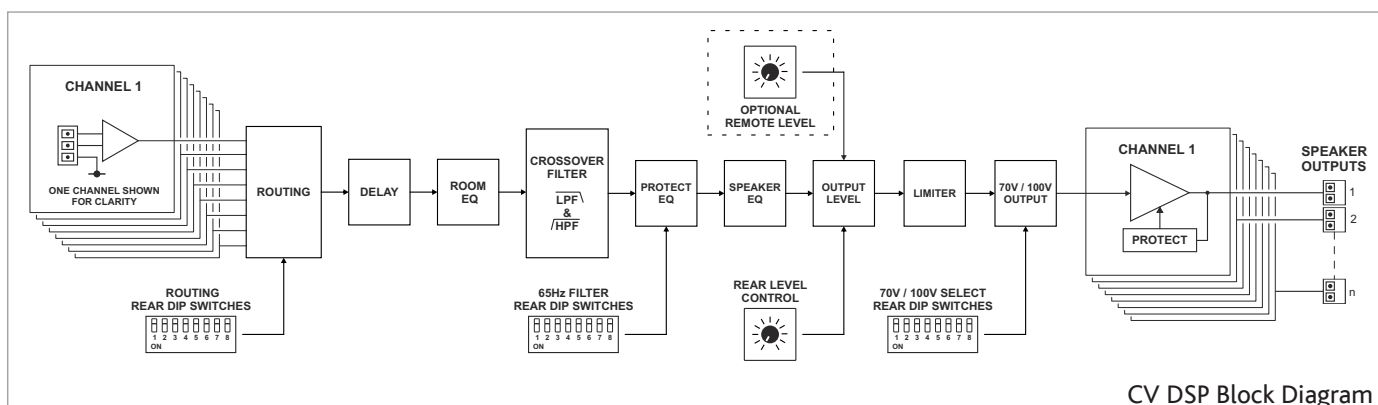 CHANNEL 1
ONE CHANNEL SHOWN
FOR CLARITY
ROUTING
ROUTING
REAR DIP SWITCHES
1 2 3 4 5 6 7 8
ON
DELAY
ROOM
EQ
CROSSOVER
FILTER
LPF
&
HPF
65Hz FILTER
REAR DIP SWITCHES
1 2 3 4 5 6 7 8
ON
PROTECT
EQ
SPEAKER
EQ
OPTIONAL
REMOTE LEVEL
OUTPUT
LEVEL
REAR LEVEL
CONTROL
LIMITER
70V / 100V
OUTPUT
70V / 100V SELECT
REAR DIP SWITCHES
1 2 3 4 5 6 7 8
ON
CHANNEL 1
PROTECT
SPEAKER
OUTPUTS
1
2
n
CV DSP Block Diagram